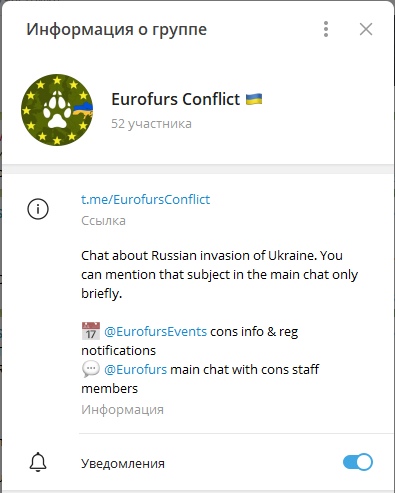 Информация о группе
Eurofurs Conflict 🇺🇦
52 участника
t.me/EurofursConflict
Ссылка
Chat about Russian invasion of Ukraine. You
can mention that subject in the main chat only
briefly.
📅 @EurofursEvents cons info & reg
notifications
💬 @Eurofurs main chat with cons staff
members
Информация
Уведомления